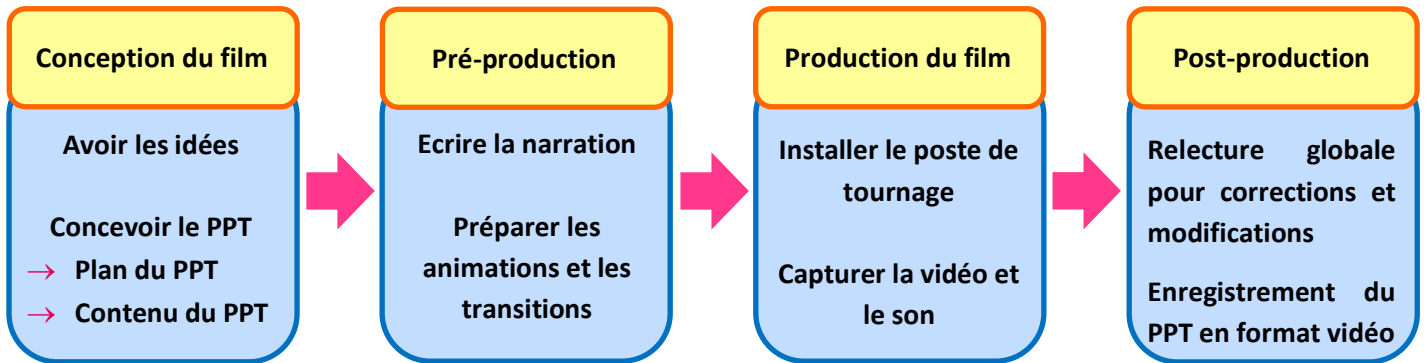 Conception du film
Avoir les idées
Concevoir le PPT
→ Plan du PPT
→ Contenu du PPT
Pré-production
Ecrire la narration
Préparer les
animations et les
transitions
Production du film
Installer le poste de
tournage
Capturer la vidéo et
le son
Post-production
Relecture globale
pour corrections et
modifications
Enregistrement du
PPT en format vidéo